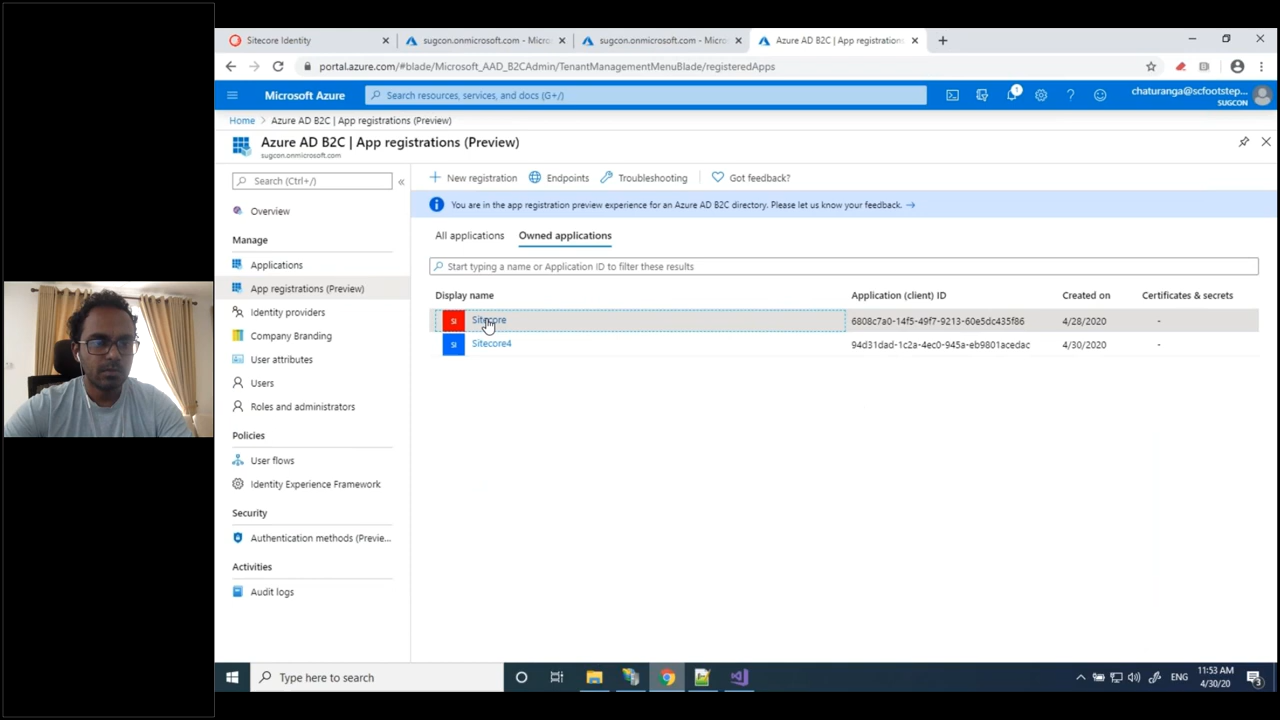 Sitecore Identity
sugcon.onmicrosoft.com - Micro
sugcon.onmicrosoft.com - Micro
Azure AD B2C | App registration
portal.azure.com/#blade/Microsoft_AAD_B2CAdmin/TenantManagementMenuBlade/registeredApps
Microsoft Azure
Search resources, services, and docs (G+/)
1
chaturanga@scfootstep...
SUGCON
Home > Azure AD B2C | App registrations (Preview)
Azure AD B2C | App registrations (Preview)
sugcon.onmicrosoft.com
Search (Ctrl+/)
«
Overview
Manage
Applications
App registrations (Preview)
Identity providers
Company Branding
User attributes
Users
Roles and administrators
Policies
User flows
Identity Experience Framework
Security
Authentication methods (Previe...
Activities
Audit logs
New registration
Endpoints
Troubleshooting
Got feedback?
You are in the app registration preview experience for an Azure AD B2C directory. Please let us know your feedback. →
All applications
Owned applications
Start typing a name or Application ID to filter these results
Display name Application (client) ID Created on Certificates & secrets
SI Sitecore 6808c7a0-14f5-49f7-9213-60e5dc435f86 4/28/2020 -
SI Sitecore4 94d31dad-1c2a-4ec0-945a-eb9801acedac 4/30/2020 -
Type here to search
ENG
11:53 AM
4/30/20
3